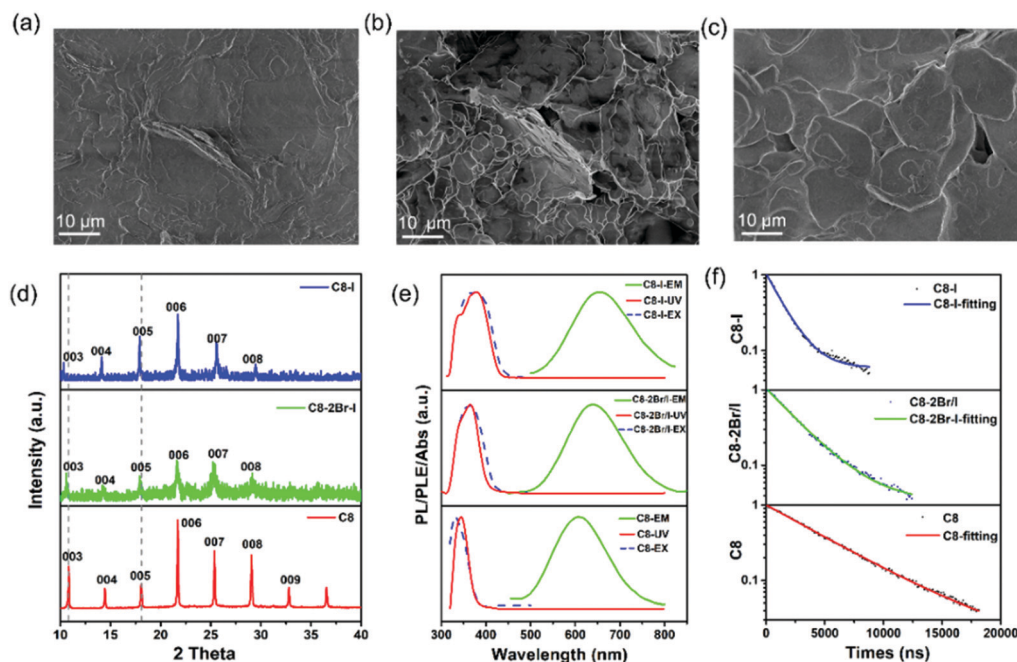 (a)
10 µm
(b)
10 µm
(c)
10 µm
(d)
Intensity (a.u.)
C8-I
003
004
005
006
007
008
C8-2Br-I
003
004
005
006
007
008
C8
003
004
005
006
007
008
009
10 15 20 25 30 35 40
2 Theta
(e)
PL/PLE/Abs (a.u.)
C8-I-EM
C8-I-UV
C8-I-EX
C8-2Br/I-EM
C8-2Br/I-UV
C8-2Br/I-EX
C8-EM
C8-UV
C8-EX
300 400 500 600 700 800
Wavelength (nm)
(f)
C8-I
1
0.1
C8-I
C8-I-fitting
C8-2Br/I
1
0.1
C8-2Br/I
C8-2Br-I-fitting
C8
1
0.1
C8
C8-fitting
0 5000 10000 15000 20000
Times (ns)